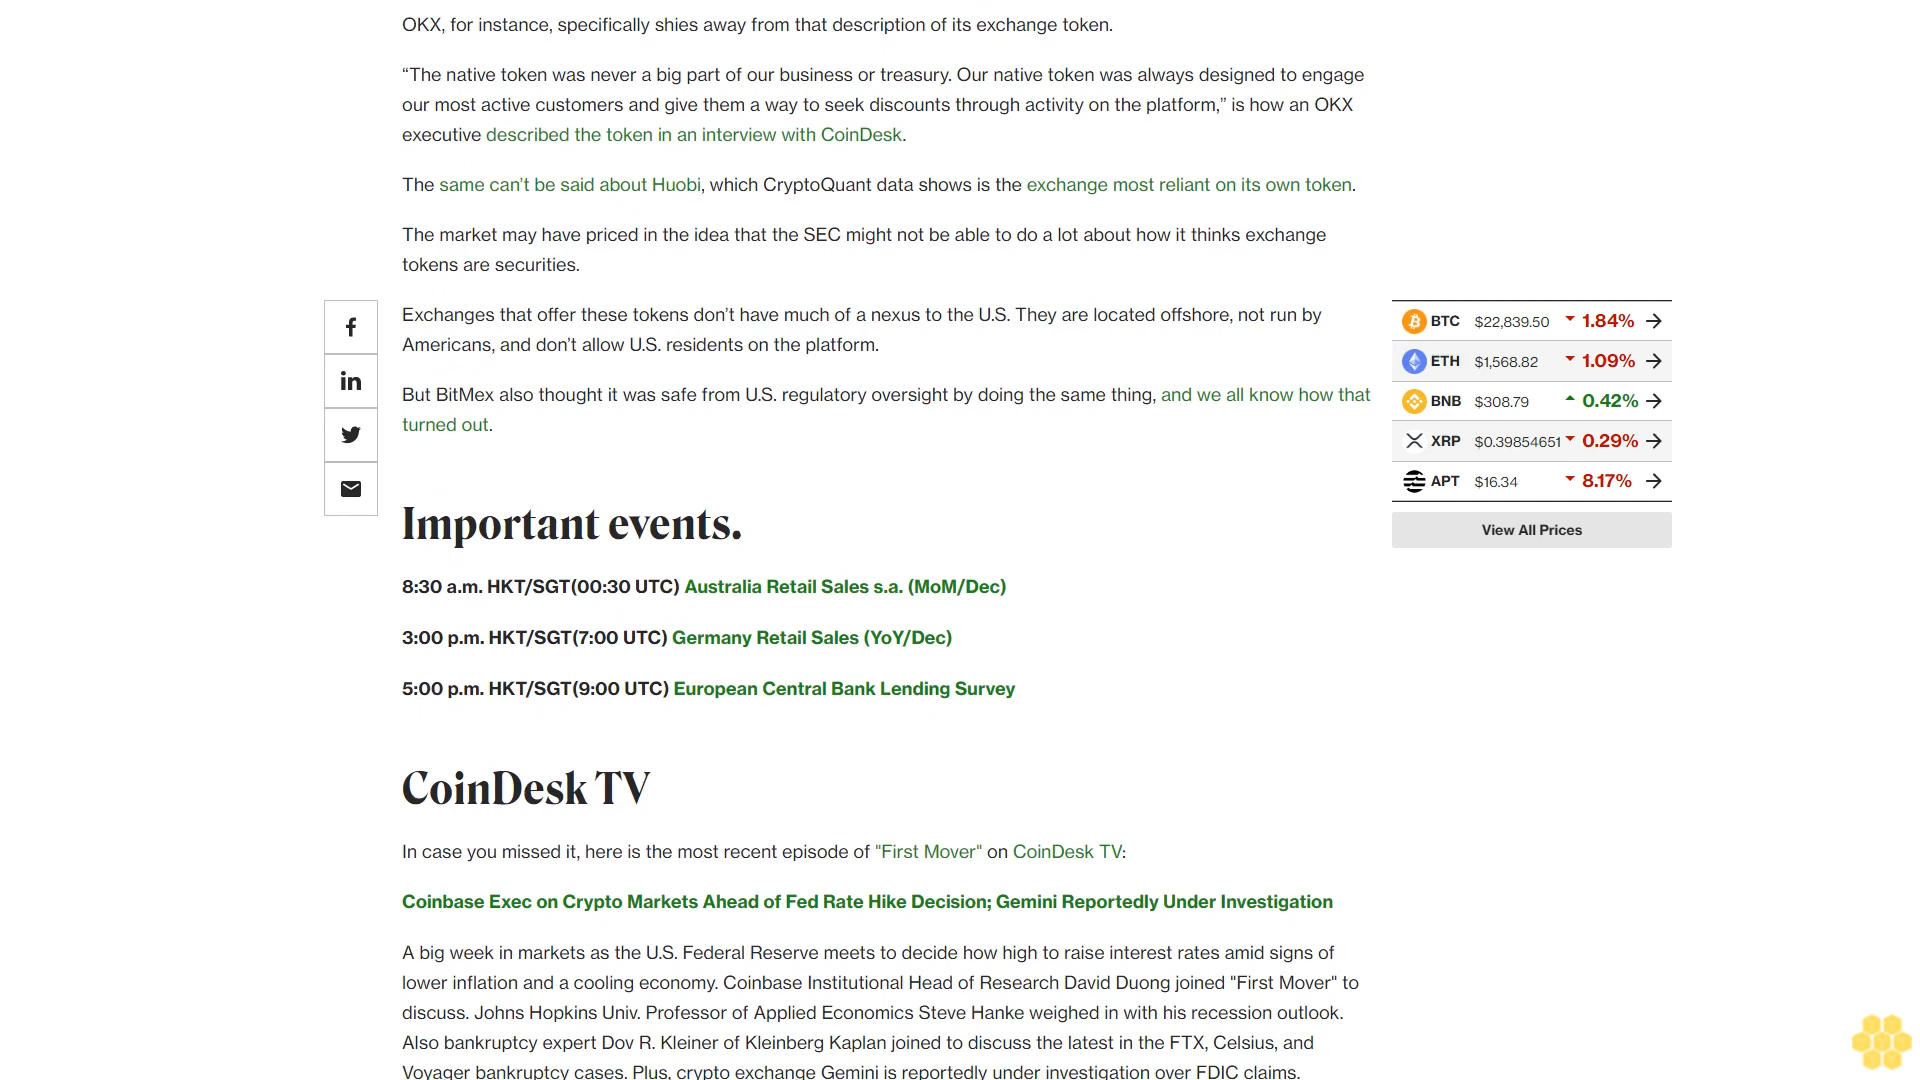 OKX, for instance, specifically shies away from that description of its exchange token.
“The native token was never a big part of our business or treasury. Our native token was always designed to engage
our most active customers and give them a way to seek discounts through activity on the platform,” is how an OKX
executive described the token in an interview with CoinDesk.
The same can’t be said about Huobi, which CryptoQuant data shows is the exchange most reliant on its own token.
The market may have priced in the idea that the SEC might not be able to do a lot about how it thinks exchange
tokens are securities.
Exchanges that offer these tokens don’t have much of a nexus to the U.S. They are located offshore, not run by
Americans, and don’t allow U.S. residents on the platform.
But BitMex also thought it was safe from U.S. regulatory oversight by doing the same thing, and we all know how that
turned out.
BTC $22,839.50 1.84%
ETH $1,568.82 1.09%
BNB $308.79 0.42%
XRP $0.39854651 0.29%
APT $16.34 8.17%
View All Prices
Important events.
8:30 a.m. HKT/SGT(00:30 UTC) Australia Retail Sales s.a. (MoM/Dec)
3:00 p.m. HKT/SGT(7:00 UTC) Germany Retail Sales (YoY/Dec)
5:00 p.m. HKT/SGT(9:00 UTC) European Central Bank Lending Survey
CoinDesk TV
In case you missed it, here is the most recent episode of "First Mover" on CoinDesk TV:
Coinbase Exec on Crypto Markets Ahead of Fed Rate Hike Decision; Gemini Reportedly Under Investigation
A big week in markets as the U.S. Federal Reserve meets to decide how high to raise interest rates amid signs of
lower inflation and a cooling economy. Coinbase Institutional Head of Research David Duong joined "First Mover" to
discuss. Johns Hopkins Univ. Professor of Applied Economics Steve Hanke weighed in with his recession outlook.
Also bankruptcy expert Dov R. Kleiner of Kleinberg Kaplan joined to discuss the latest in the FTX, Celsius, and
Voyager bankruptcy cases. Plus, crypto exchange Gemini is reportedly under investigation over FDIC claims.